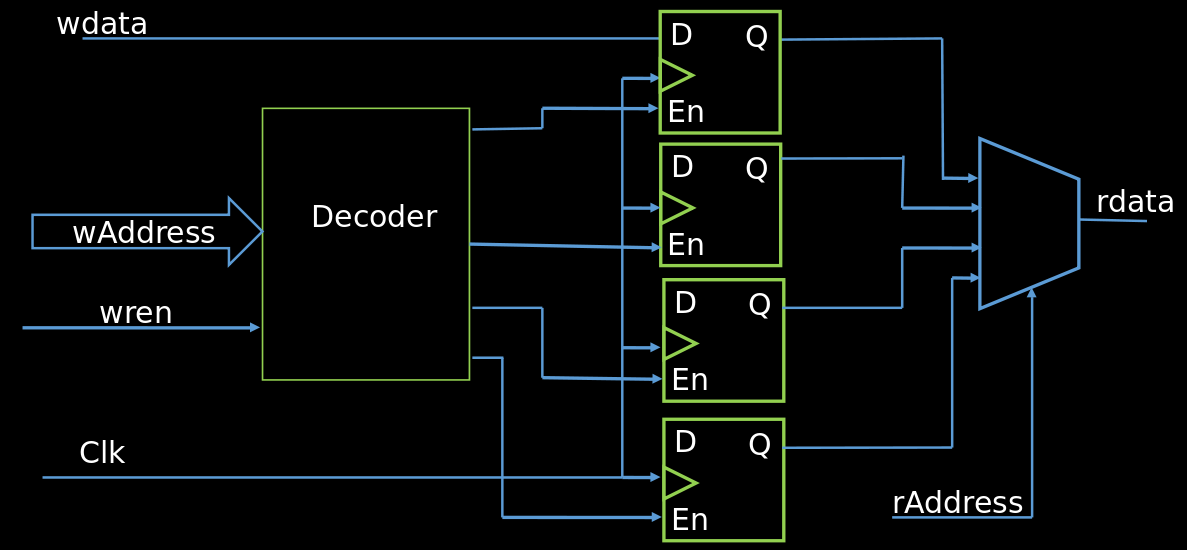 wdata
D Q
En
D Q
Decoder
En
wAddress
rdata
wren
D Q
En
Clk
D Q
En
rAddress